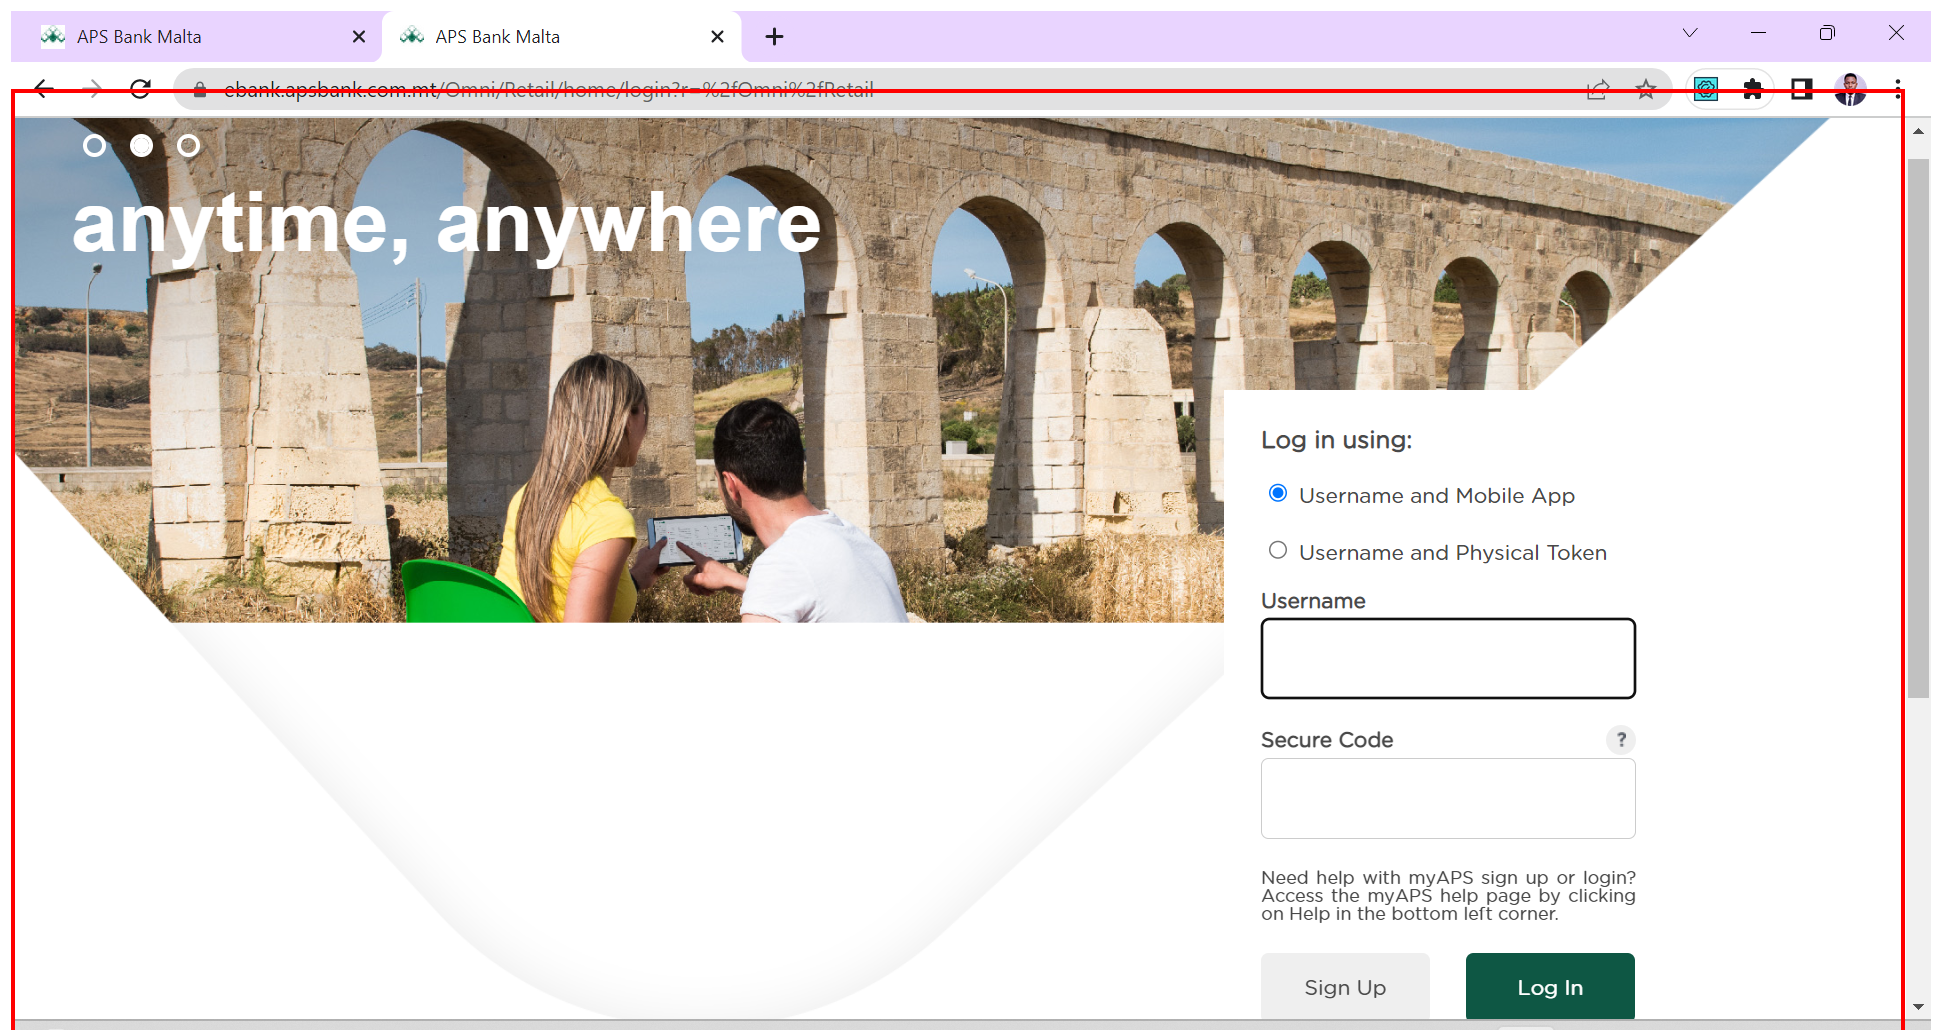 APS Bank Malta
APS Bank Malta
ebank.apsbank.com.mt/Omni/Retail/home/login?r=%2fOmni%2fRetail
anytime, anywhere
Log in using:
Username and Mobile App
Username and Physical Token
Username
Secure Code
?
Need help with myAPS sign up or login?
Access the myAPS help page by clicking
on Help in the bottom left corner.
Sign Up
Log In